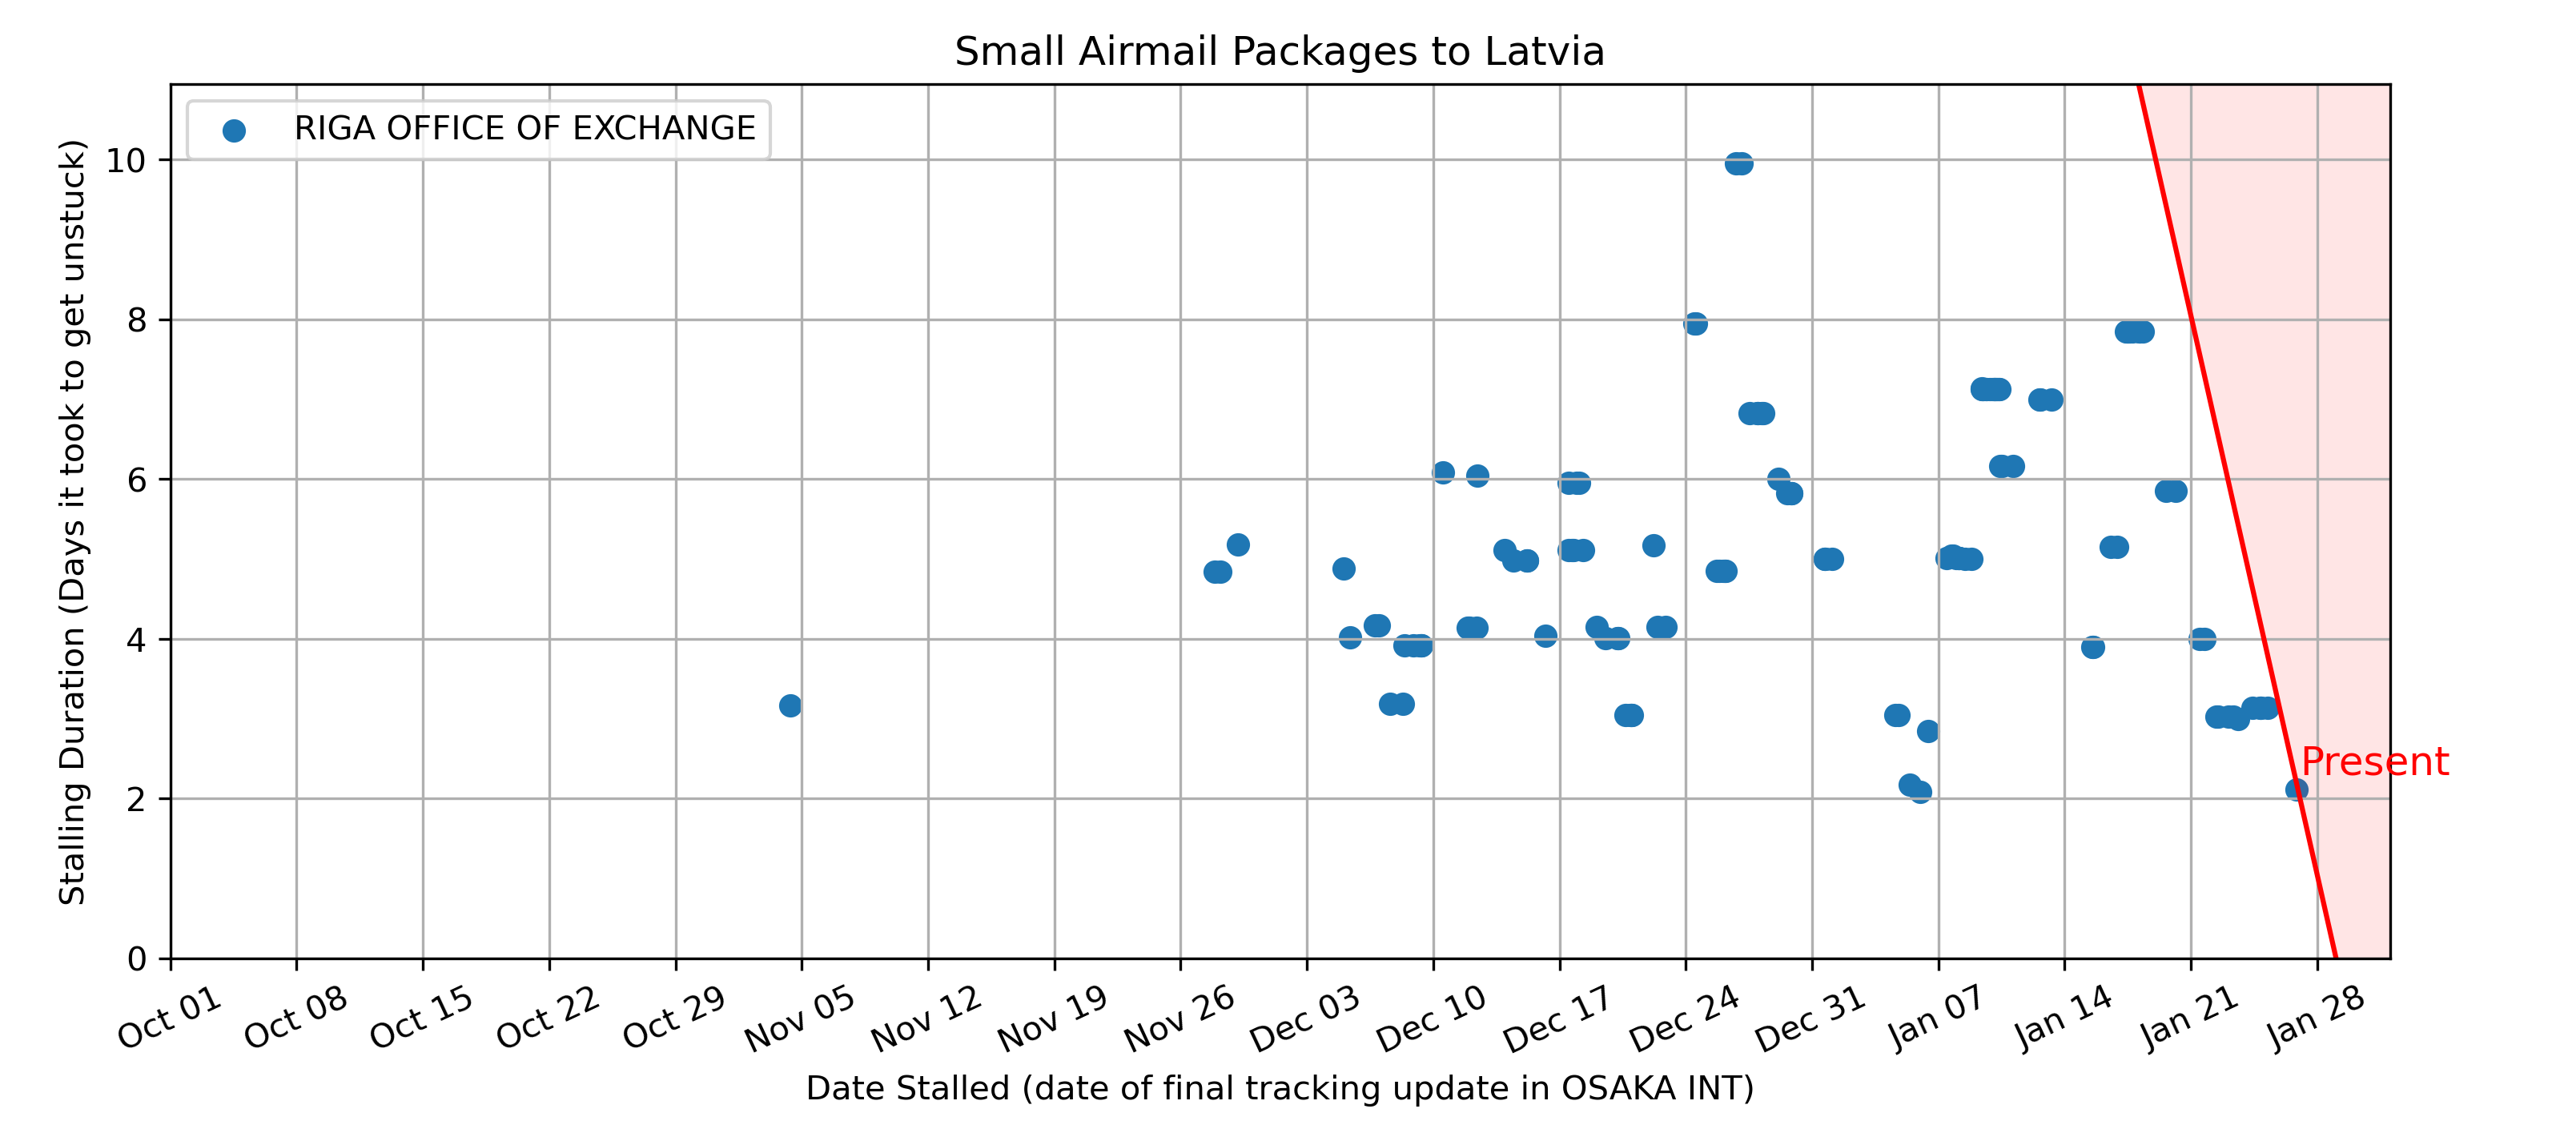 Small Airmail Packages to Latvia
RIGA OFFICE OF EXCHANGE
Stalling Duration (Days it took to get unstuck)
10
8
6
4
2
0
Present
Oct 01
Oct 08
Oct 15
Oct 22
Oct 29
Nov 05
Nov 12
Nov 19
Nov 26
Dec 03
Dec 10
Dec 17
Dec 24
Dec 31
Jan 07
Jan 14
Jan 21
Jan 28
Date Stalled (date of final tracking update in OSAKA INT)